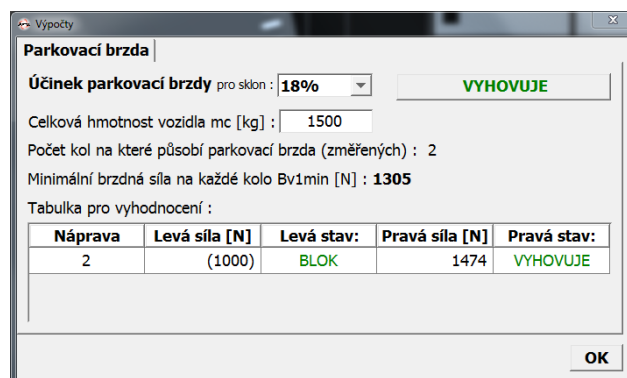 Výpočty
Parkovací brzda
Účinek parkovací brzdy pro sklon : 18% VYHOVUJE
Celková hmotnost vozidla mc [kg] : 1500
Počet kol na které působí parkovací brzda (změřených) : 2
Minimální brzdná síla na každé kolo Bv1min [N] : 1305
Tabulka pro vyhodnocení :
Náprava Levá síla [N] Levá stav: Pravá síla [N] Pravá stav:
2 (1000) BLOK 1474 VYHOVUJE
OK